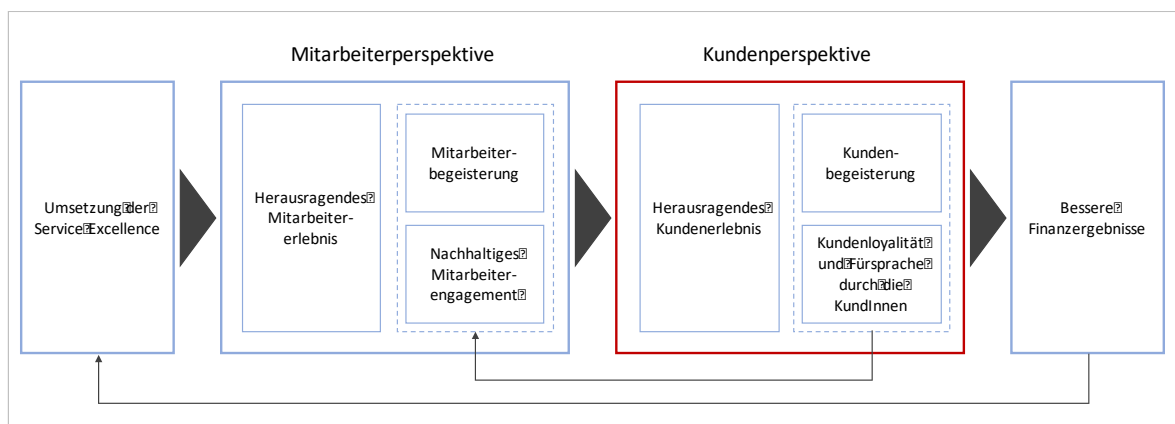 Mitarbeiterperspektive
Kundenperspektive
Umsetzung der
Service Excellence
Herausragendes
Mitarbeiter-
erlebnis
Mitarbeiter-
begeisterung
Nachhaltiges
Mitarbeiter-
engagement
Herausragendes
Kundenerlebnis
Kunden-
begeisterung
Kundenloyalität
und Fürsprache
durch die
KundInnen
Bessere
Finanzergebnisse